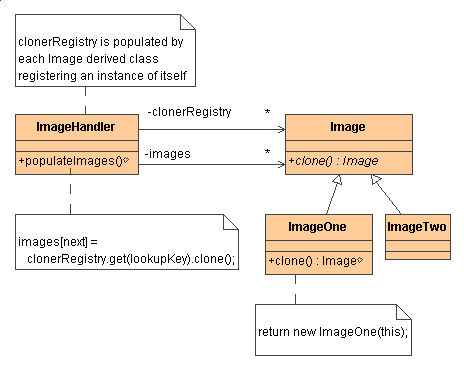 clonerRegistry is populated by
each Image derived class
registering an instance of itself
ImageHandler
-clonerRegistry *
Image
+populateImages()
-images *
+clone() : Image
images[next] =
clonerRegistry.get(lookupKey).clone();
ImageOne
ImageTwo
+clone() : Image
return new ImageOne(this);